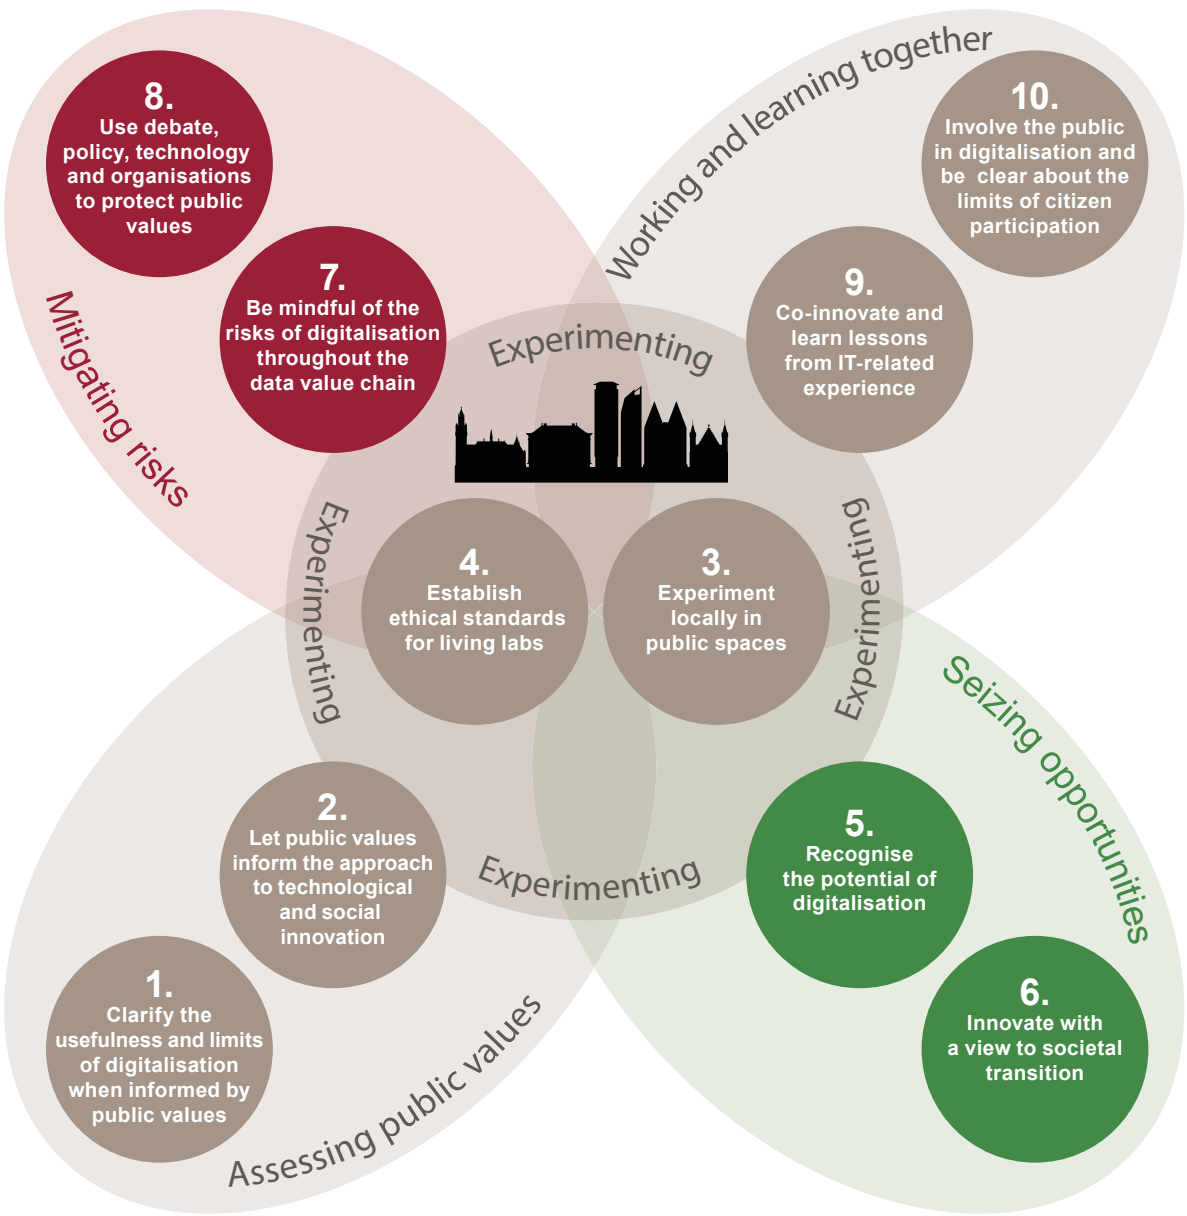 Mitigating risks
8.
Use debate,
policy, technology
and organisations
to protect public
values
7.
Be mindful of the
risks of digitalisation
throughout the
data value chain
Working and learning together
10.
Involve the public
in digitalisation and
be clear about the
limits of citizen
participation
9.
Co-innovate and
learn lessons
from IT-related
experience
Experimenting
Experimenting
Experimenting
4.
Establish
ethical standards
for living labs
3.
Experiment
locally in
public spaces
Experimenting
2.
Let public values
inform the approach
to technological
and social
innovation
1.
Clarify the
usefulness and limits
of digitalisation
when informed by
public values
Assessing public values
Seizing opportunities
5.
Recognise
the potential of
digitalisation
6.
Innovate with
a view to societal
transition